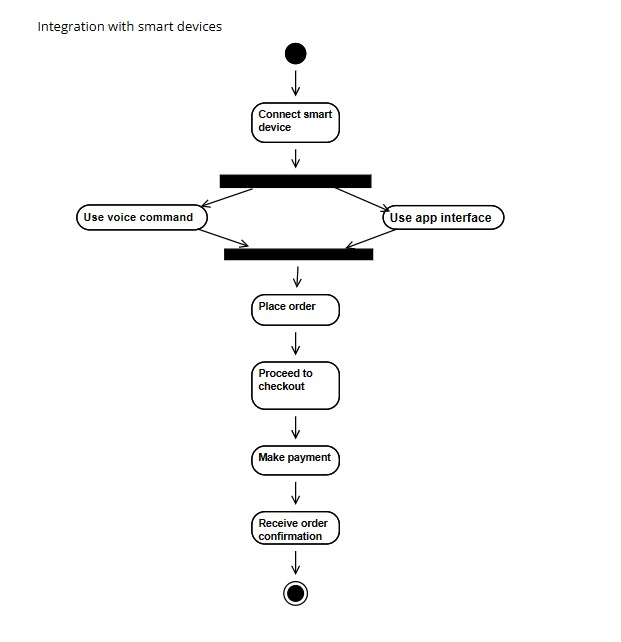 Integration with smart devices
Connect smart
device
Use voice command
Use app interface
Place order
Proceed to
checkout
Make payment
Receive order
confirmation